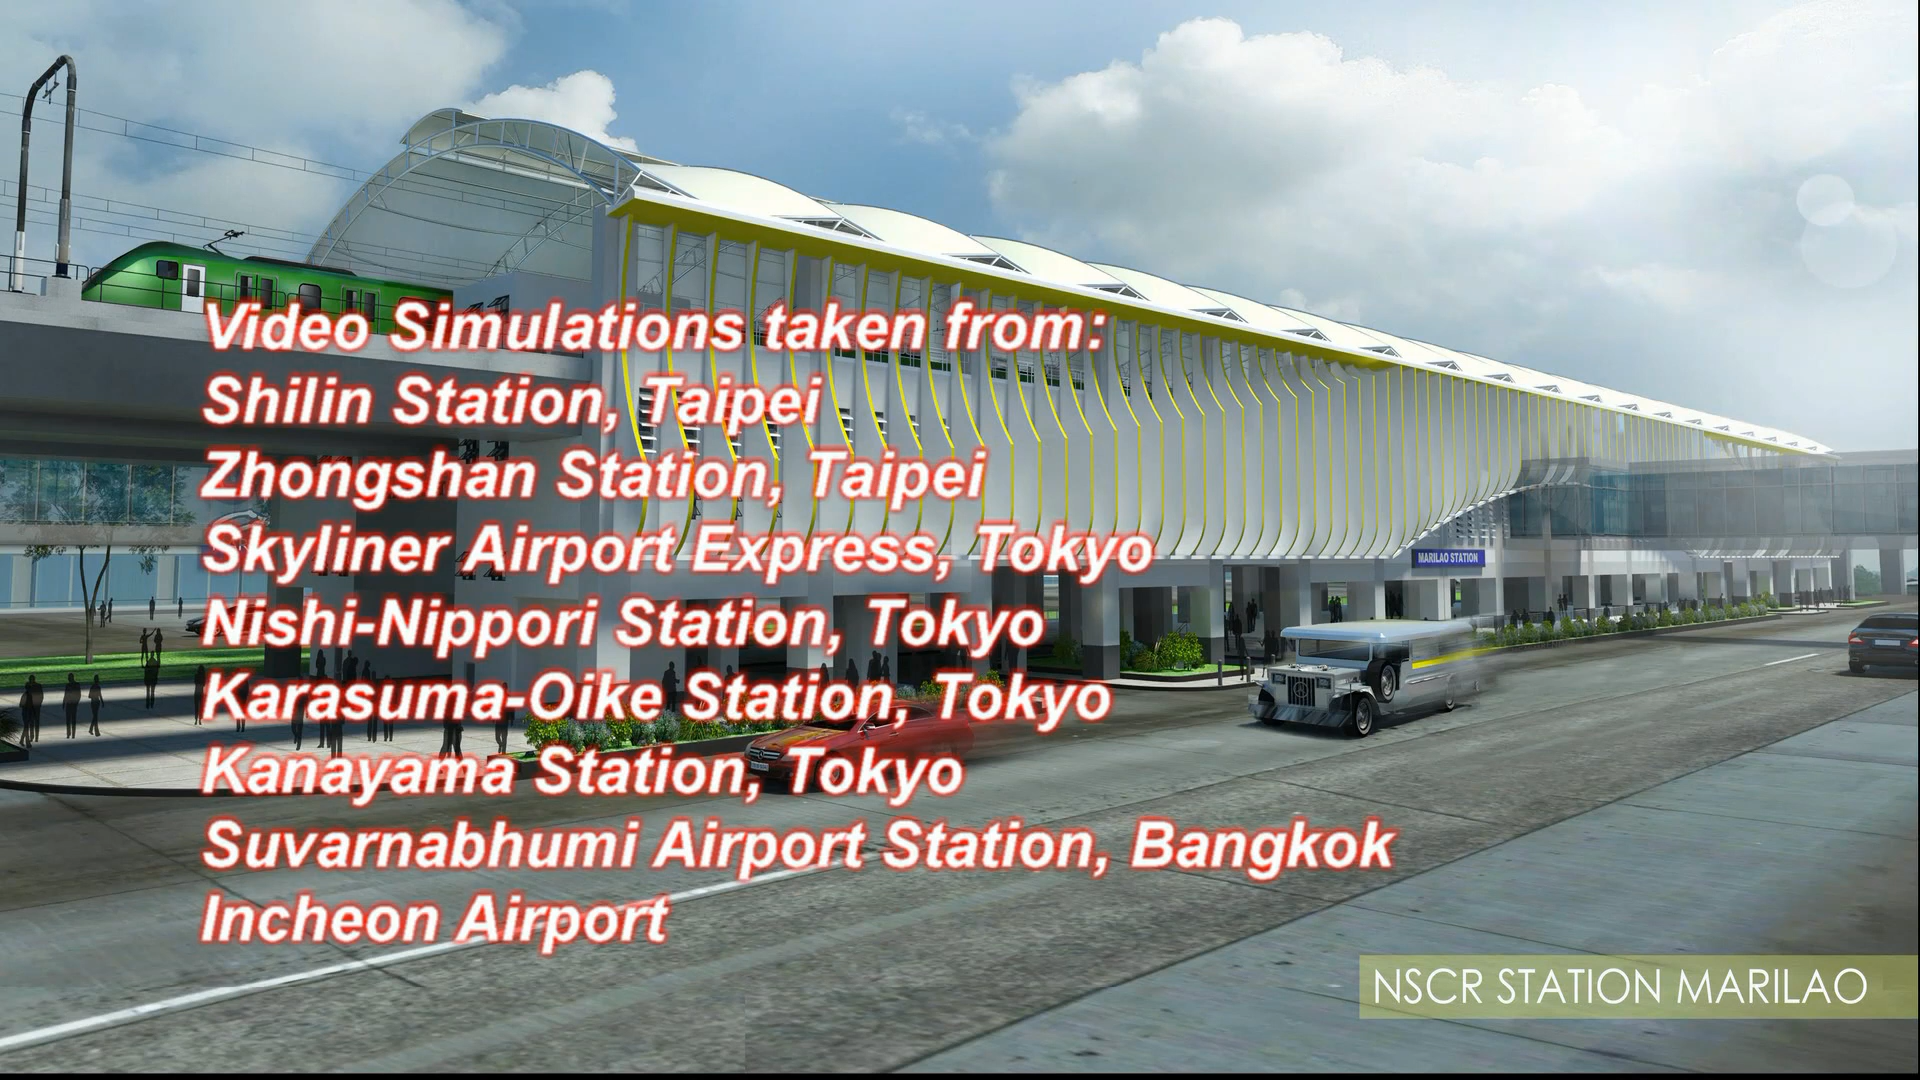 Video Simulations taken from:
Shilin Station, Taipei
Zhongshan Station, Taipei
Skyliner Airport Express, Tokyo
Nishi-Nippori Station, Tokyo
Karasuma-Oike Station, Tokyo
Kanayama Station, Tokyo
Suvarnabhumi Airport Station, Bangkok
Incheon Airport
MARILAO STATION
NSCR STATION MARILAO